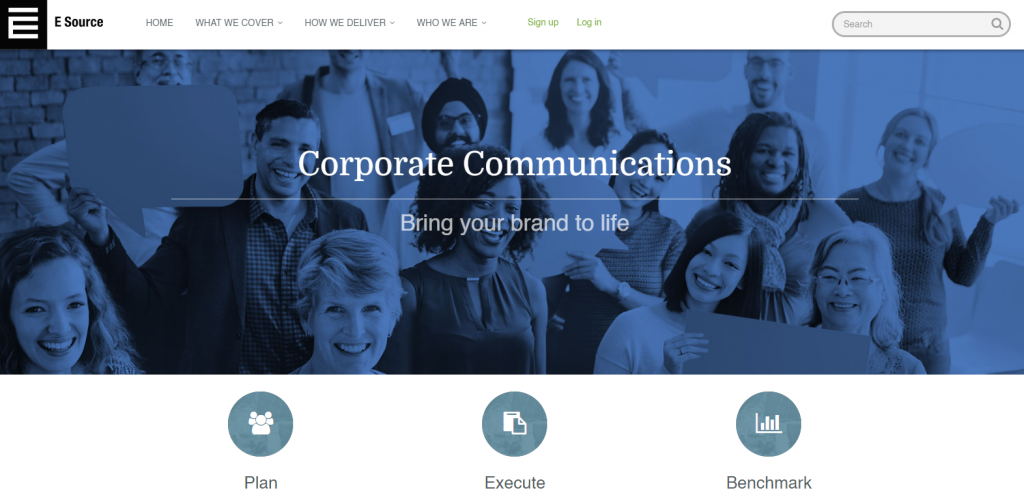 E Source
HOME WHAT WE COVER HOW WE DELIVER WHO WE ARE Sign up Log in Search
Corporate Communications
Bring your brand to life
Plan Execute Benchmark